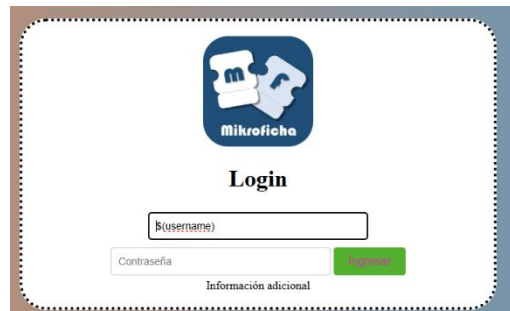 m F
Mikroficha
Login
$(username)
Contraseña
Ingresar
Información adicional